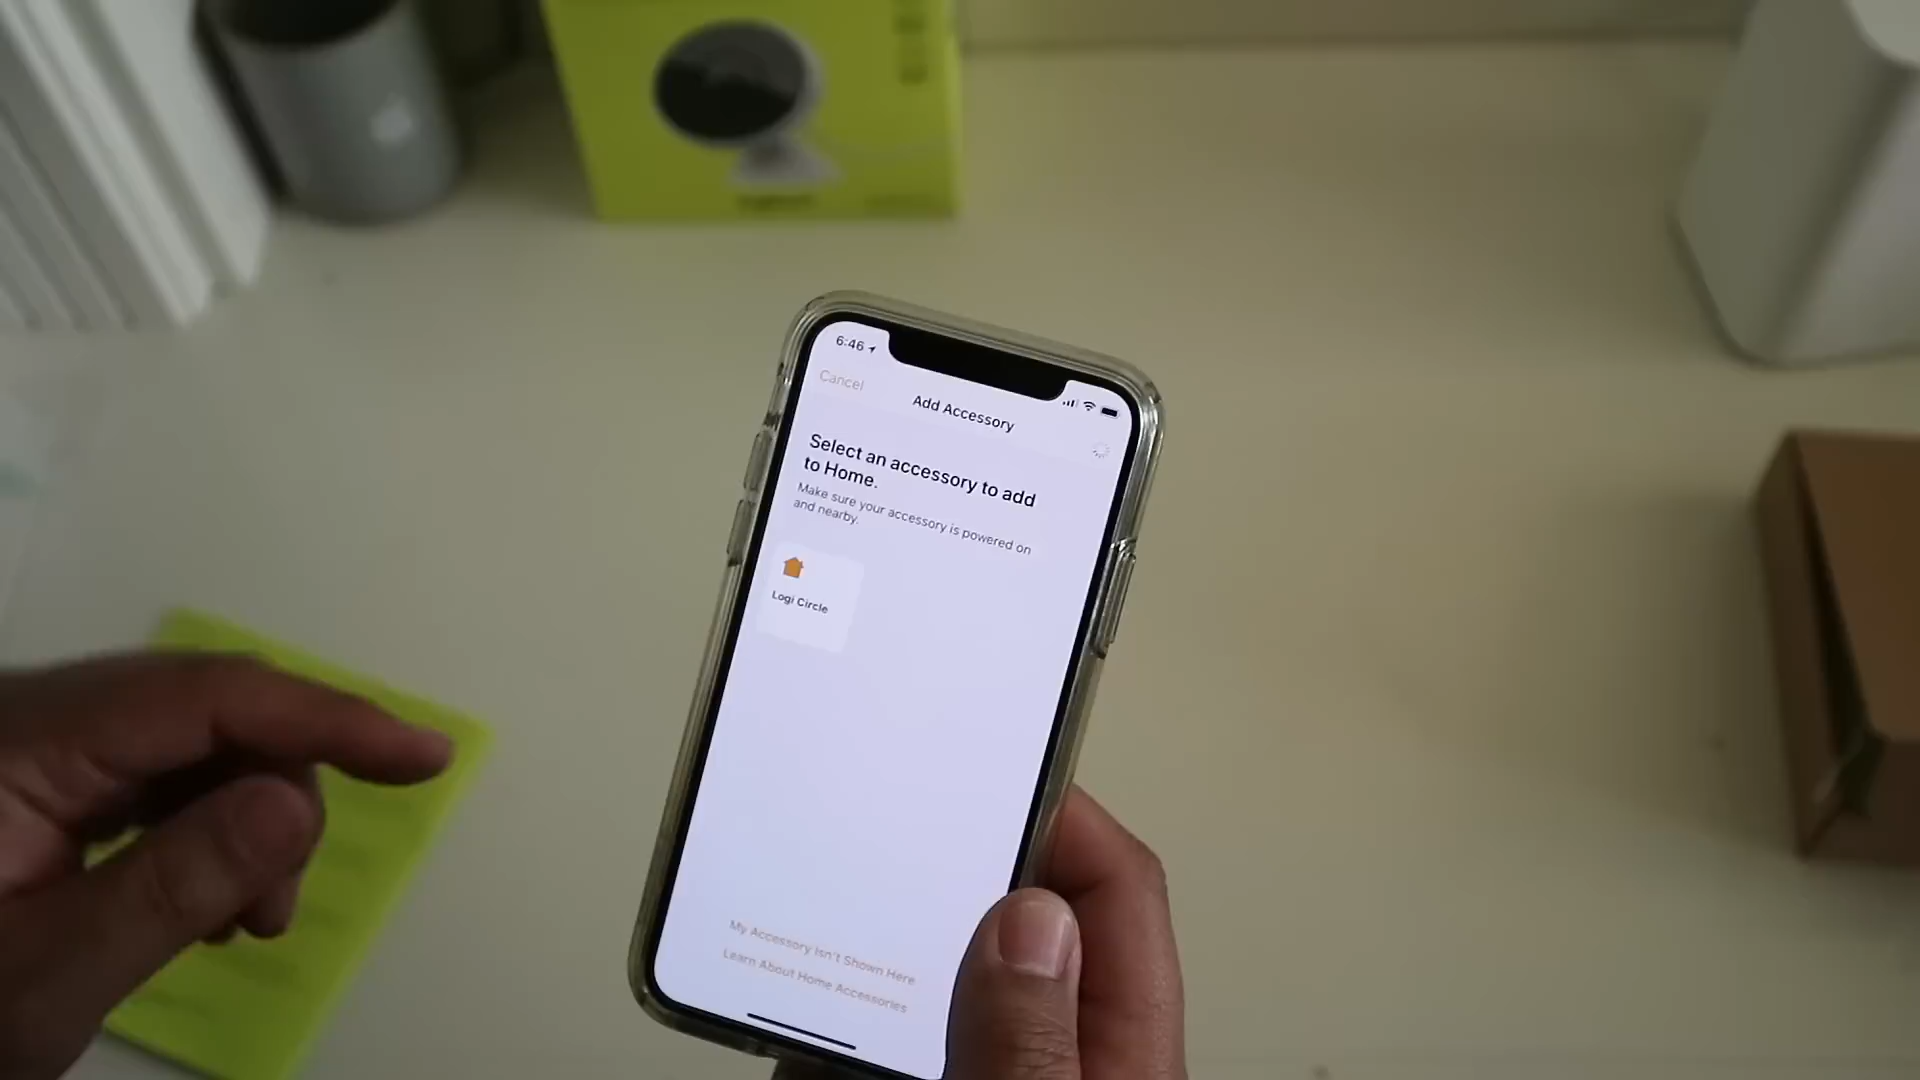 6:46
Cancel
Add Accessory
Select an accessory to add
to Home.
Make sure your accessory is powered on
and nearby.
Logi Circle
My Accessory Isn't Shown Here
Learn About Home Accessories